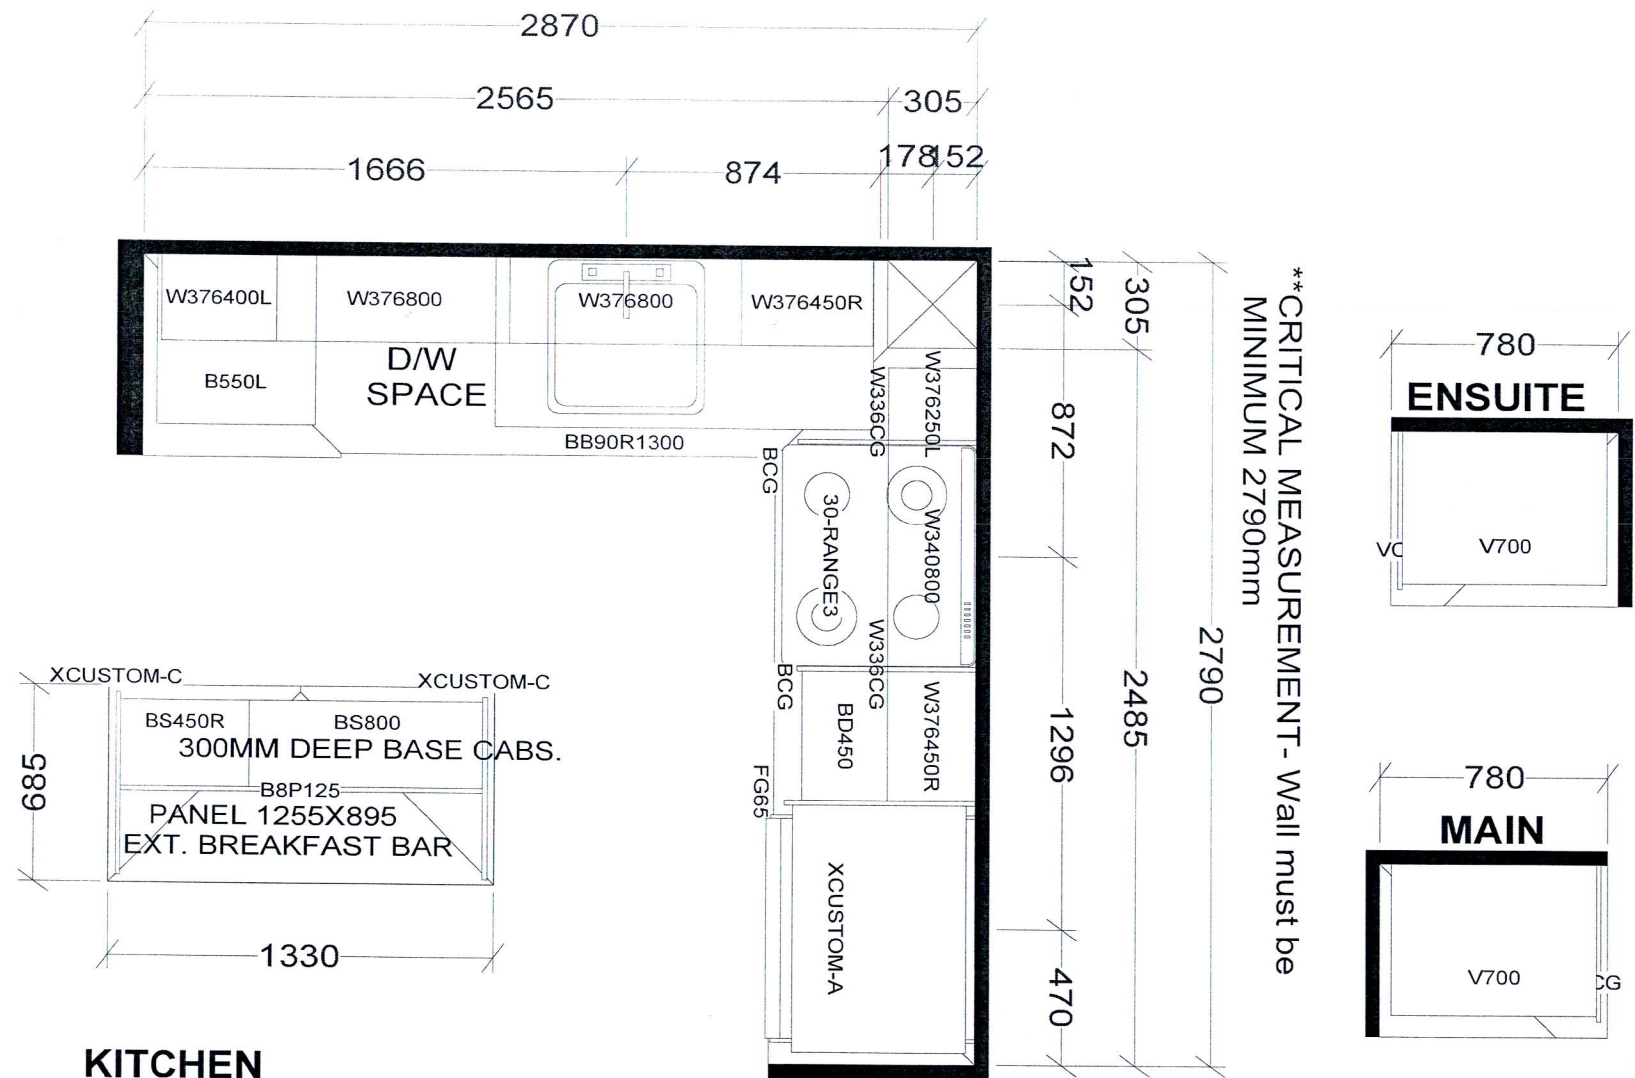 2870
2565
305
1666
874
178
152
W376400L
W376800
W376800
W376450R
D/W
SPACE
B550L
BB90R1300
152
305
872
2485
2790
1296
470
**CRITICAL MEASUREMENT- Wall must be
MINIMUM 2790mm
W376250L
W336CG
BCG
30-RANGE3
W340800
W336CG
BCG
BD450
W376450R
FG65
XCUSTOM-A
XCUSTOM-C
XCUSTOM-C
BS450R
BS800
300MM DEEP BASE CABS.
B8P125
PANEL 1255X895
EXT. BREAKFAST BAR
685
1330
KITCHEN
780
ENSUITE
V700
780
MAIN
V700
CG